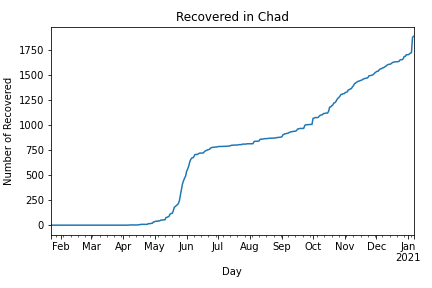 Recovered in Chad
Number of Recovered
1750
1500
1250
1000
750
500
250
0
Feb Mar Apr May Jun Jul Aug Sep Oct Nov Dec Jan
2021
Day